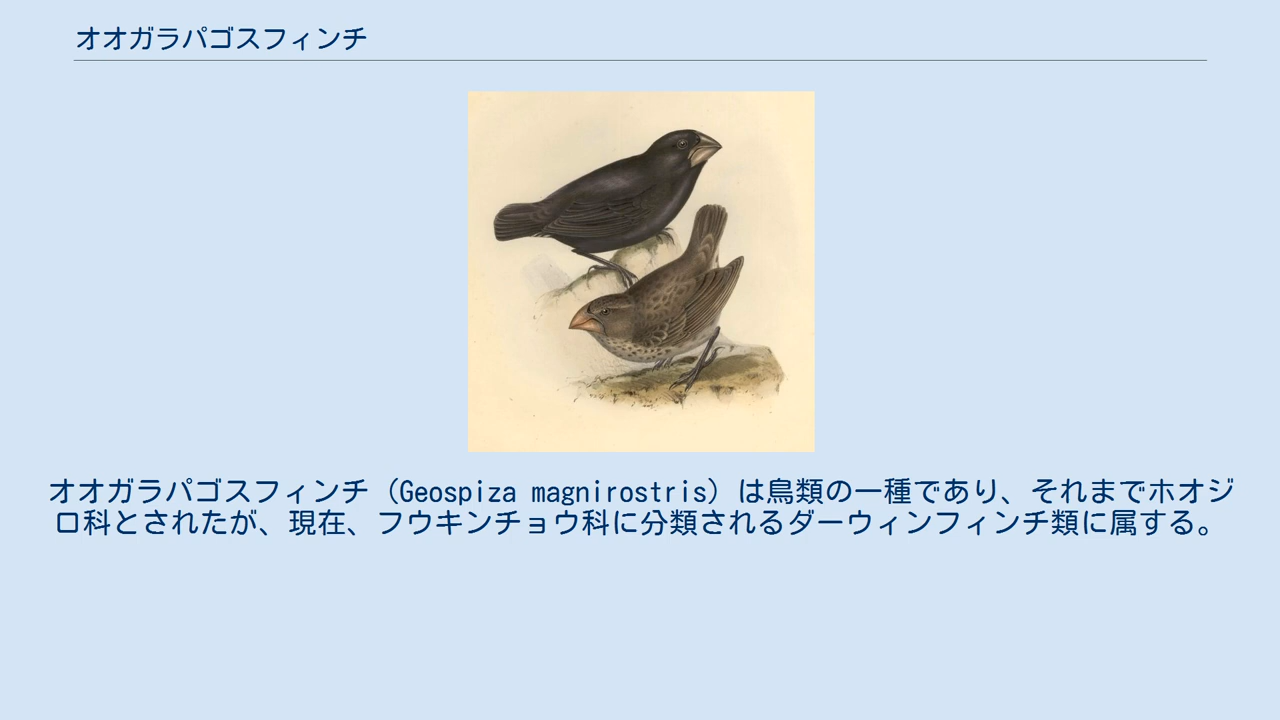 オオガラパゴスフィンチ
オオガラパゴスフィンチ（Geospiza magnirostris）は鳥類の一種であり、それまでホオジ
ロ科とされたが、現在、フウキンチョウ科に分類されるダーウィンフィンチ類に属する。